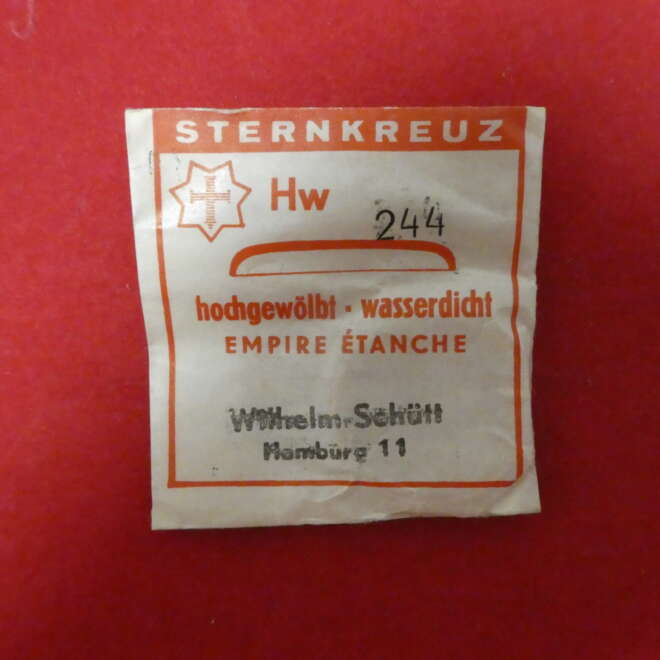 STERNKREUZ
Hw
244
hochgewölbt · wasserdicht
EMPIRE ÉTANCHE
Wilhelm Schütt
Hamburg 11